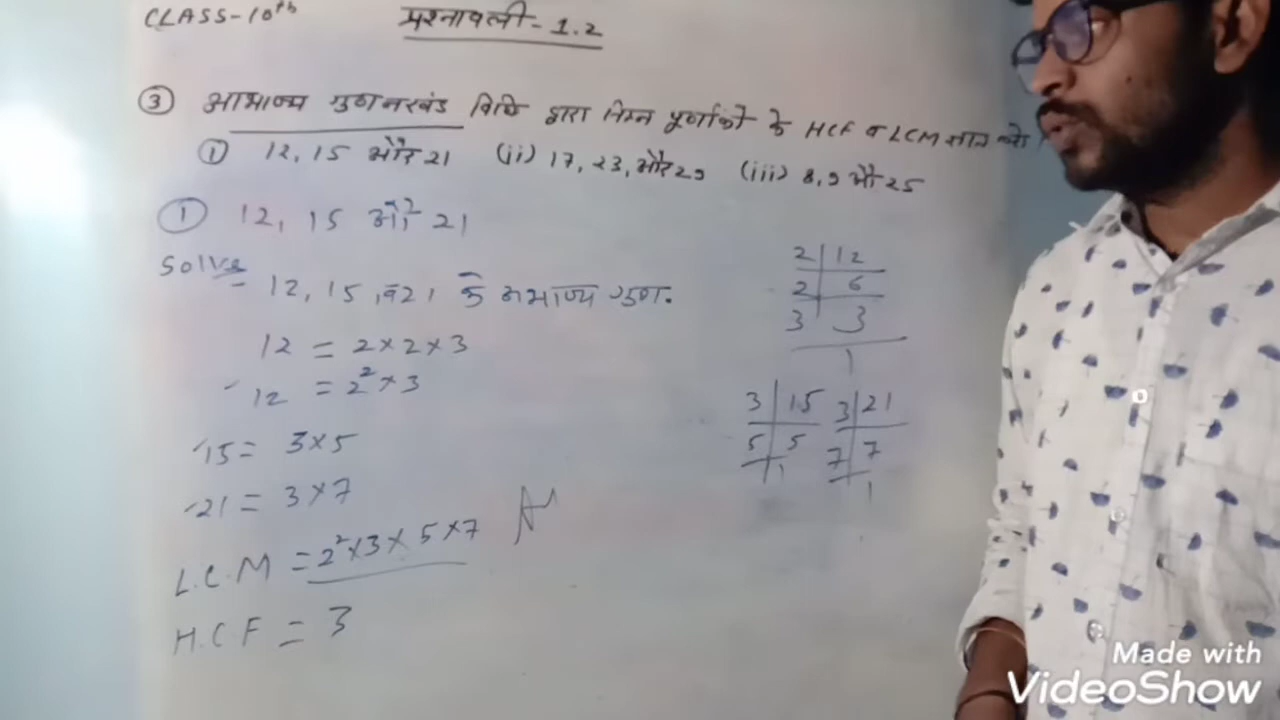 CLASS-10th प्रश्नावली-1.2
③ अभाज्य गुणनखंड विधि द्वारा निम्न पूर्णांकों के HCF व LCM ज्ञात करो
① 12, 15 और 21 (ii) 17, 23, और 29 (iii) 8, 9 और 25
① 12, 15 और 21
Solve
12, 15, व 21 के अभाज्य गुण.
12 = 2×2×3
12 = 2²×3
15 = 3×5
21 = 3×7
L.C.M = 2²×3×5×7
H.C.F = 3
2 12
2 6
3 3
1
3 15 3 21
5 5 7 7
1 1
Made with
VideoShow